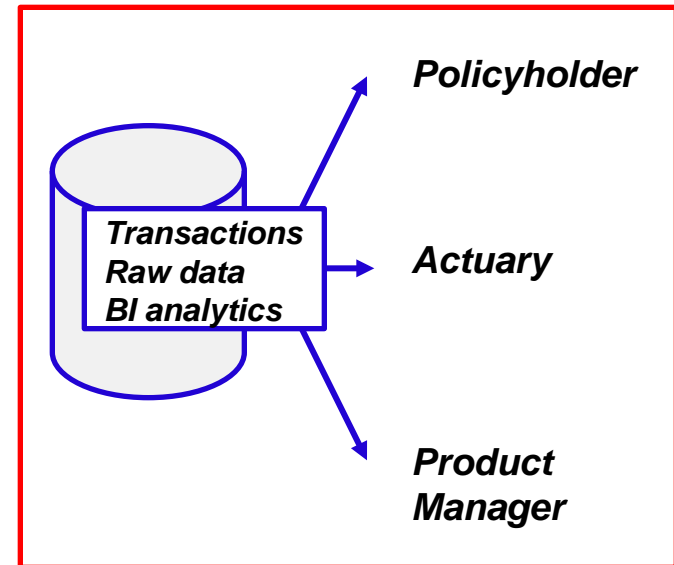 Policyholder
Transactions
Raw data
BI analytics
Actuary
Product
Manager